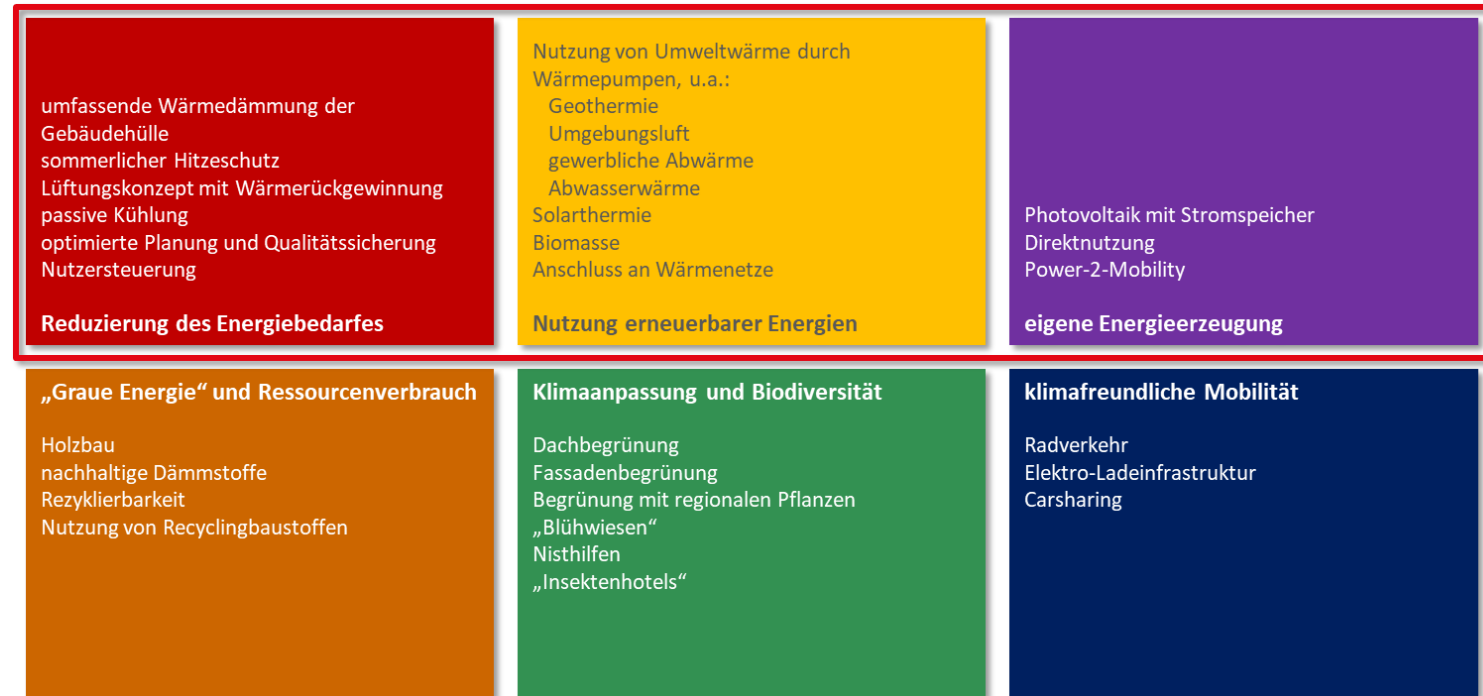 umfassende Wärmedämmung der
Gebäudehülle
sommerlicher Hitzeschutz
Lüftungskonzept mit Wärmerückgewinnung
passive Kühlung
optimierte Planung und Qualitätssicherung
Nutzersteuerung
Reduzierung des Energiebedarfes
Nutzung von Umweltwärme durch
Wärmepumpen, u.a.:
Geothermie
Umgebungsluft
gewerbliche Abwärme
Abwasserwärme
Solarthermie
Biomasse
Anschluss an Wärmenetze
Nutzung erneuerbarer Energien
Photovoltaik mit Stromspeicher
Direktnutzung
Power-2-Mobility
eigene Energieerzeugung
„Graue Energie“ und Ressourcenverbrauch
Holzbau
nachhaltige Dämmstoffe
Rezyklierbarkeit
Nutzung von Recyclingbaustoffen
Klimaanpassung und Biodiversität
Dachbegrünung
Fassadenbegrünung
Begrünung mit regionalen Pflanzen
„Blühwiesen“
Nisthilfen
„Insektenhotels“
klimafreundliche Mobilität
Radverkehr
Elektro-Ladeinfrastruktur
Carsharing